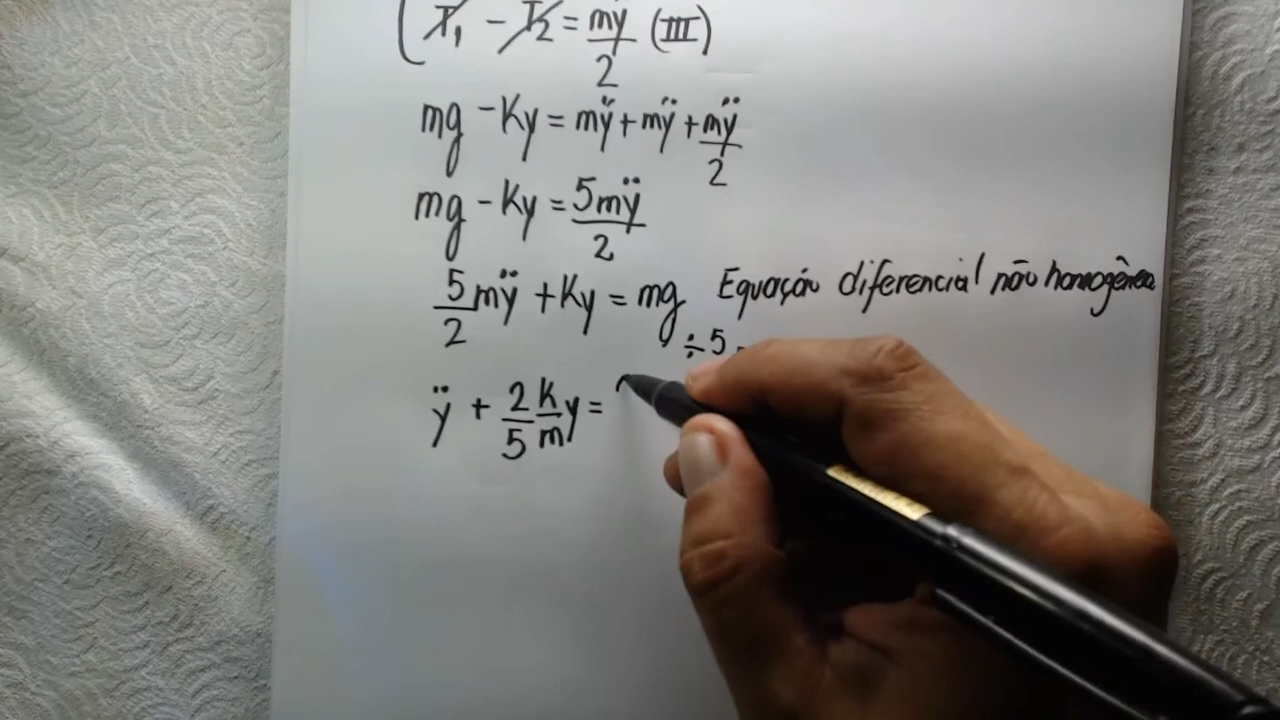 (T₁ - T₂ = mÿ/2 (III)
mg - Ky = mÿ + mÿ + mÿ/2
mg - Ky = 5mÿ/2
5/2 mÿ + Ky = mg Equação diferencial não homogênea
÷ 5
ÿ + 2/5 k/m y =